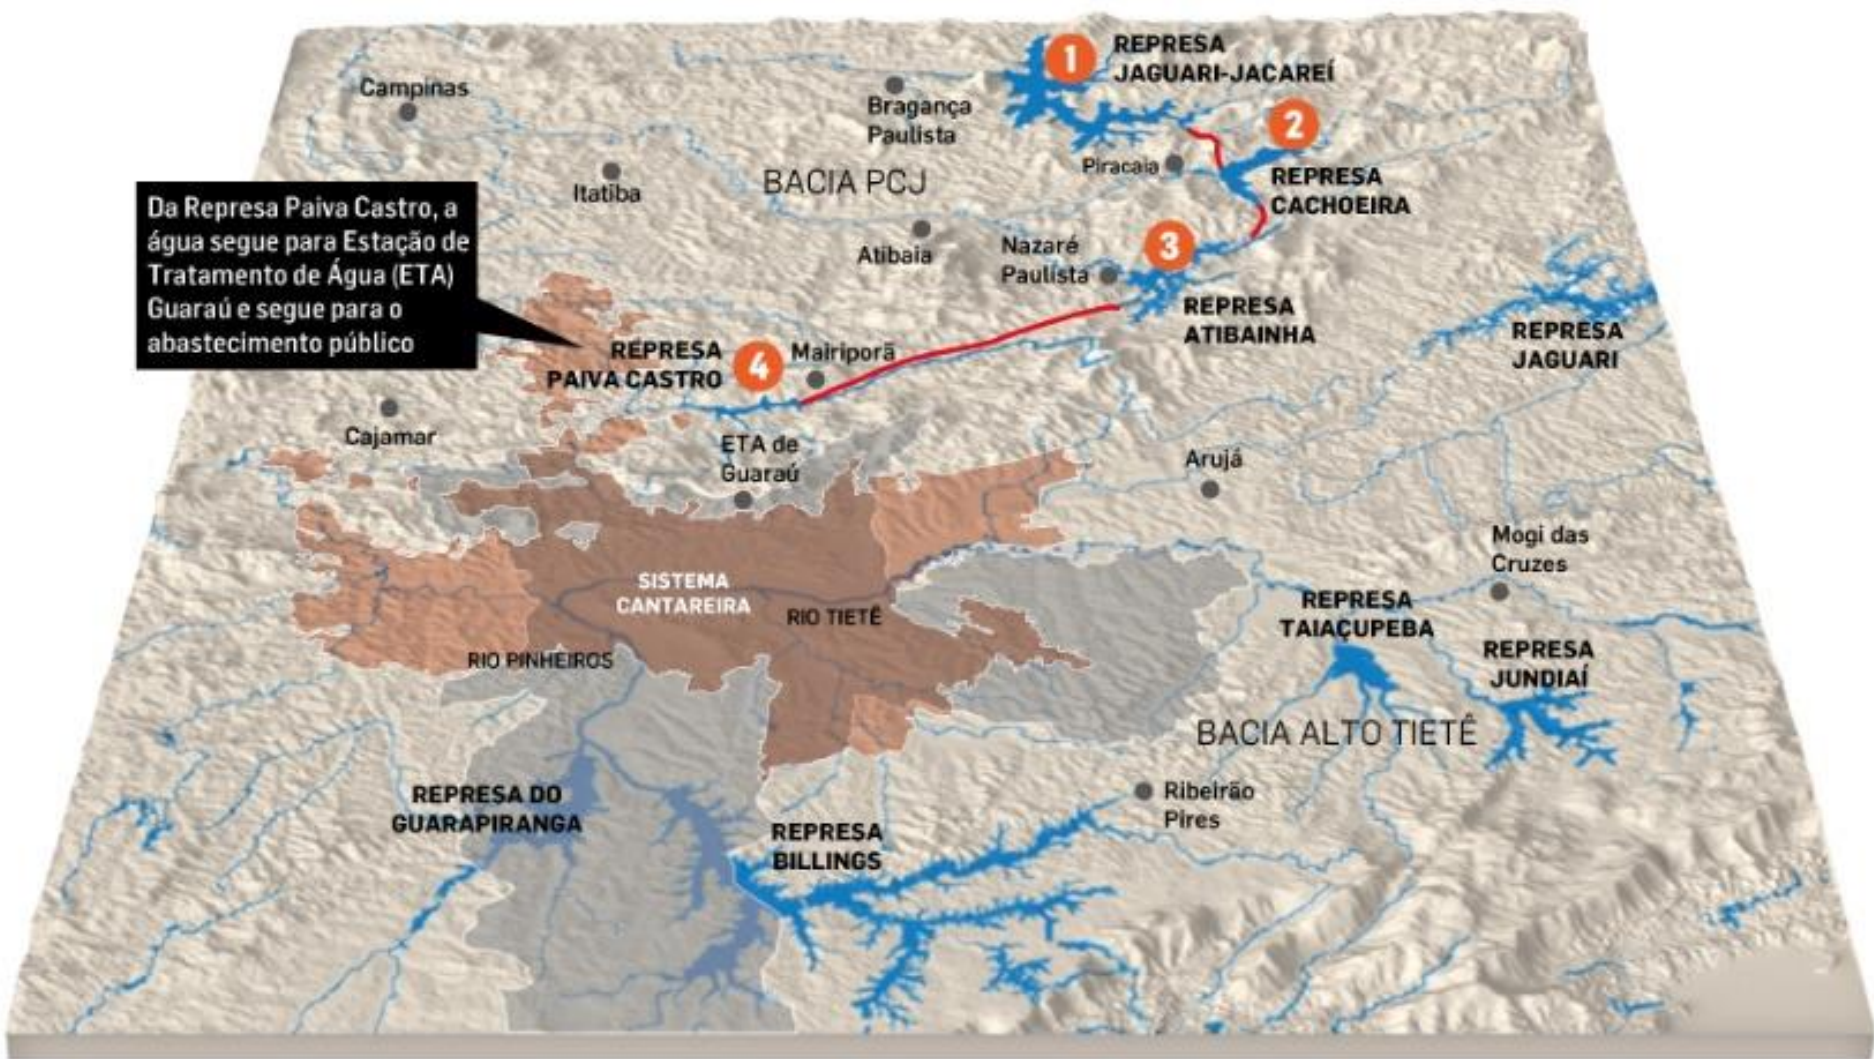 1
REPRESA
JAGUARI-JACAREÍ
Campinas
Bragança
Paulista
2
Piracaia
REPRESA
CACHOEIRA
Itatiba
BACIA PCJ
Da Represa Paiva Castro, a
água segue para Estação de
Tratamento de Água (ETA)
Guaraú e segue para o
abastecimento público
Atibaia
Nazaré
Paulista
3
REPRESA
ATIBAINHA
REPRESA
JAGUARI
REPRESA
PAIVA CASTRO
4
Mairiporã
Cajamar
ETA de
Guaraú
Arujá
Mogi das
Cruzes
SISTEMA
CANTAREIRA
RIO TIETÊ
REPRESA
TAIAÇUPEBA
RIO PINHEIROS
REPRESA
JUNDIAÍ
BACIA ALTO TIETÊ
REPRESA DO
GUARAPIRANGA
Ribeirão
Pires
REPRESA
BILLINGS